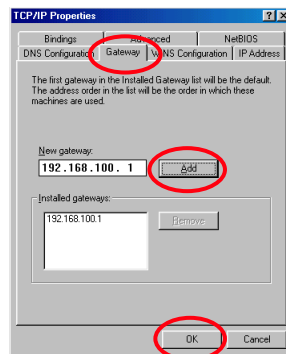 TCP/IP Properties
Bindings Advanced NetBIOS
DNS Configuration Gateway WINS Configuration IP Address
The first gateway in the Installed Gateway list will be the default.
The address order in the list will be the order in which these
machines are used.
New gateway:
192.168.100. 1 Add
Installed gateways:
192.168.100.1 Remove
OK Cancel